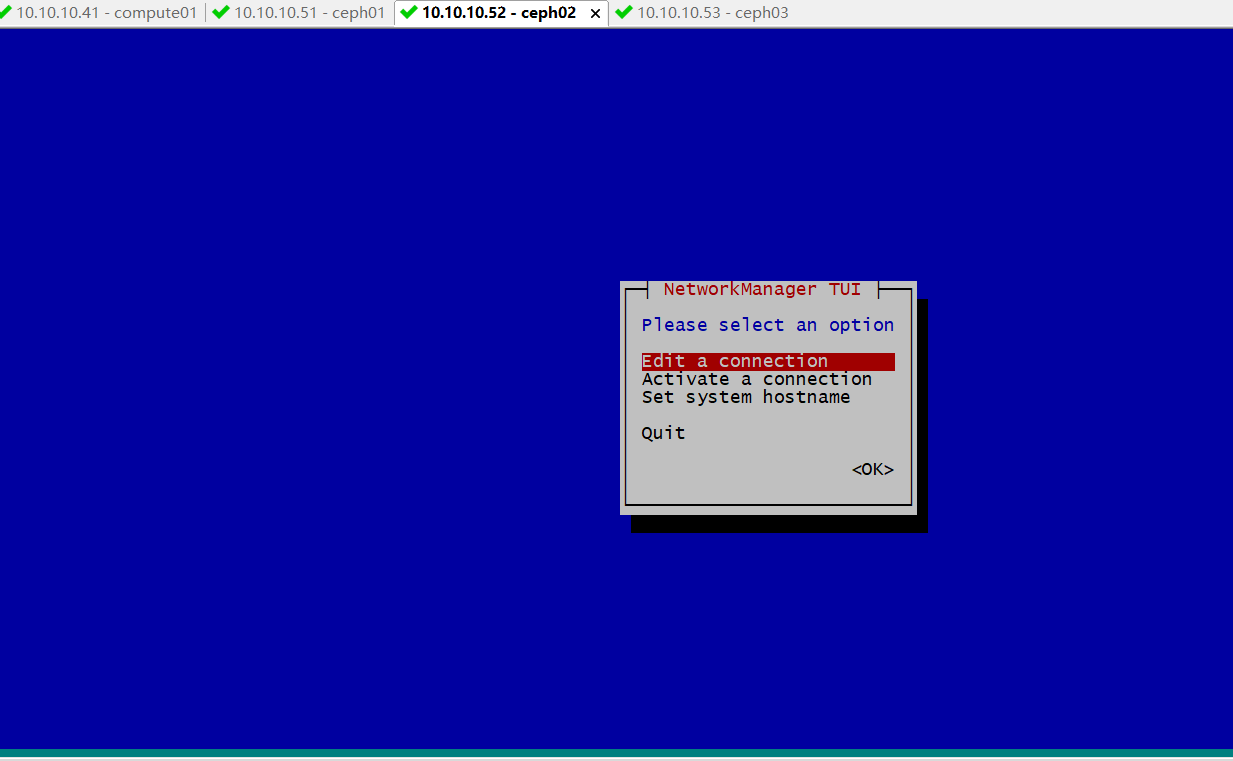 10.10.10.41 - compute01 10.10.10.51 - ceph01 10.10.10.52 - ceph02 × 10.10.10.53 - ceph03
NetworkManager TUI
Please select an option
Edit a connection
Activate a connection
Set system hostname
Quit
<OK>